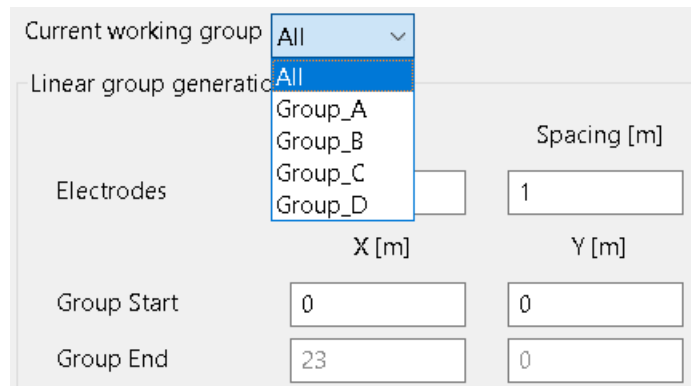 Current working group All
All
Linear group generatio
Group_A
Group_B
Spacing [m]
Group_C
Electrodes
1
Group_D
X [m] Y [m]
Group Start 0 0
Group End 23 0